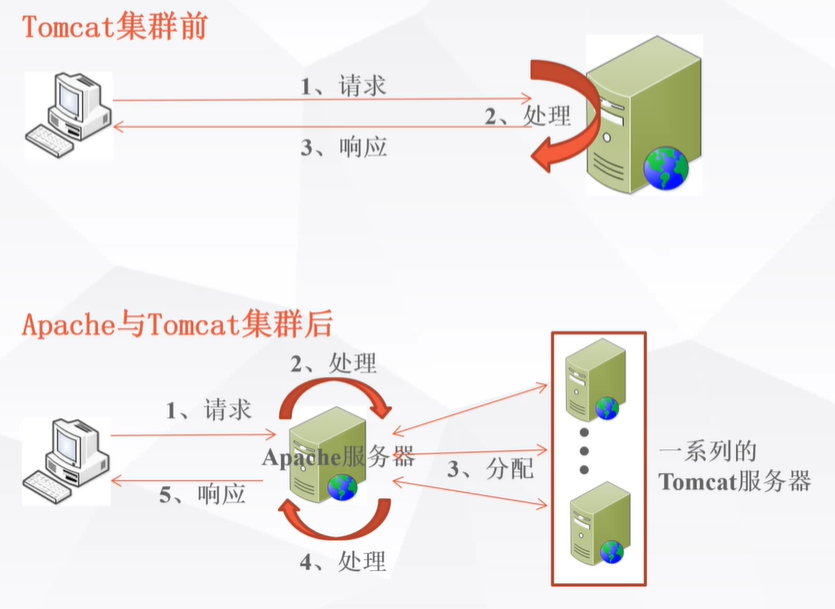 Tomcat集群前
1、请求
2、处理
3、响应
Apache与Tomcat集群后
2、处理
1、请求
Apache服务器
3、分配
一系列的
Tomcat服务器
5、响应
4、处理